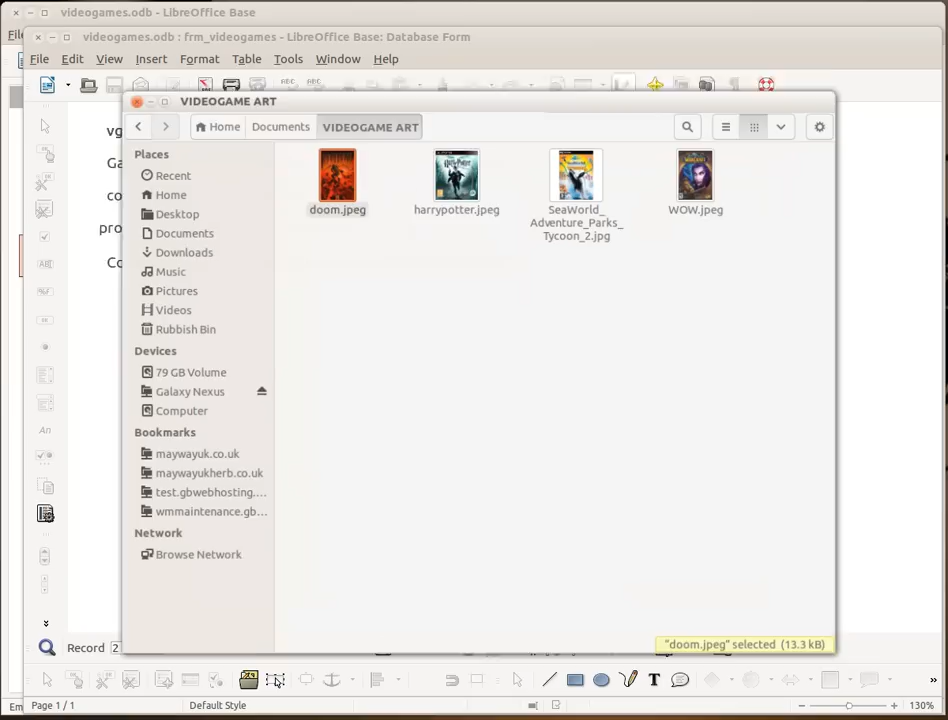 videogames.odb - LibreOffice Base
videogames.odb : frm_videogames - LibreOffice Base: Database Form
File Edit View Insert Format Table Tools Window Help
VIDEOGAME ART
Home Documents VIDEOGAME ART
Places
Recent
Home
Desktop
Documents
Downloads
Music
Pictures
Videos
Rubbish Bin
Devices
79 GB Volume
Galaxy Nexus
Computer
Bookmarks
maywayuk.co.uk
maywayukherb.co.uk
test.gbwebhosting....
wmmaintenance.gb...
Network
Browse Network
doom.jpeg
harrypotter.jpeg
SeaWorld_
Adventure_Parks_
Tycoon_2.jpg
WOW.jpeg
"doom.jpeg" selected (13.3 kB)
vg
Ga
co
pro
Co
Record 2
Page 1 / 1 Default Style 130%